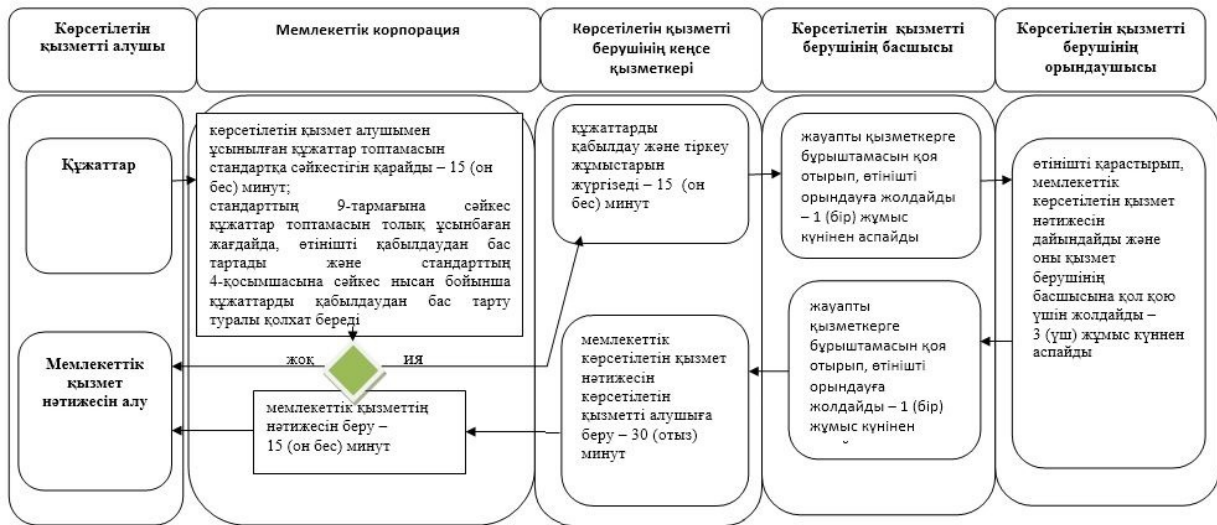 Көрсетілетін
қызметті алушы
Мемлекеттік корпорация
Көрсетілетін қызметті
берушінің кеңсе
қызметкері
Көрсетілетін қызметті
берушінің басшысы
Көрсетілетін қызметті
берушінің
орындаушысы
Құжаттар
көрсетілетін қызмет алушымен
ұсынылған құжаттар топтамасын
стандартқа сәйкестігін қарайды – 15 (он
бес) минут;
стандарттың 9-тармағына сәйкес
құжаттар топтамасын толық ұсынбаған
жағдайда, өтінішті қабылдаудан бас
тартады және стандарттың
4-қосымшасына сәйкес нысан бойынша
құжаттарды қабылдаудан бас тарту
туралы қолхат береді
құжаттарды
қабылдау және тіркеу
жұмыстарын
жүргізеді – 15 (он
бес) минут
жауапты қызметкерге
бұрыштамасын қоя
отырып, өтінішті
орындауға жолдайды
– 1 (бір) жұмыс
күнінен аспайды
өтінішті қарастырып,
мемлекеттік
көрсетілетін қызмет
нәтижесін
дайындайды және
оны қызмет
берушінің
басшысына қол қою
үшін жолдайды –
3 (үш) жұмыс күннен
аспайды
жауапты
қызметкерге
бұрыштамасын қоя
отырып, өтінішті
орындауға
жолдайды – 1 (бір)
жұмыс күнінен
мемлекеттік
көрсетілетін қызмет
нәтижесін
көрсетілетін
қызметті алушыға
беру – 30 (отыз)
минут
жоқ
ия
мемлекеттік қызметтің
нәтижесін беру –
15 (он бес) минут
Мемлекеттік
қызмет
нәтижесін алу